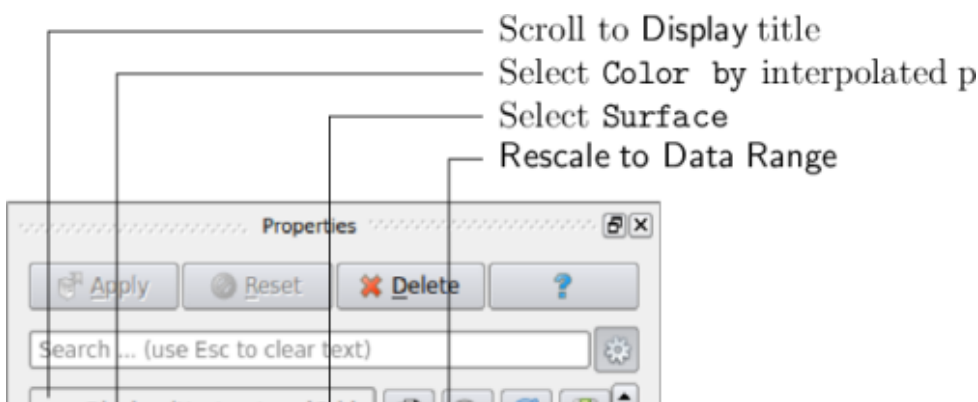 Scroll to Display title
Select Color by interpolated p
Select Surface
Rescale to Data Range
Properties
Apply Reset Delete ?
Search ... (use Esc to clear text)